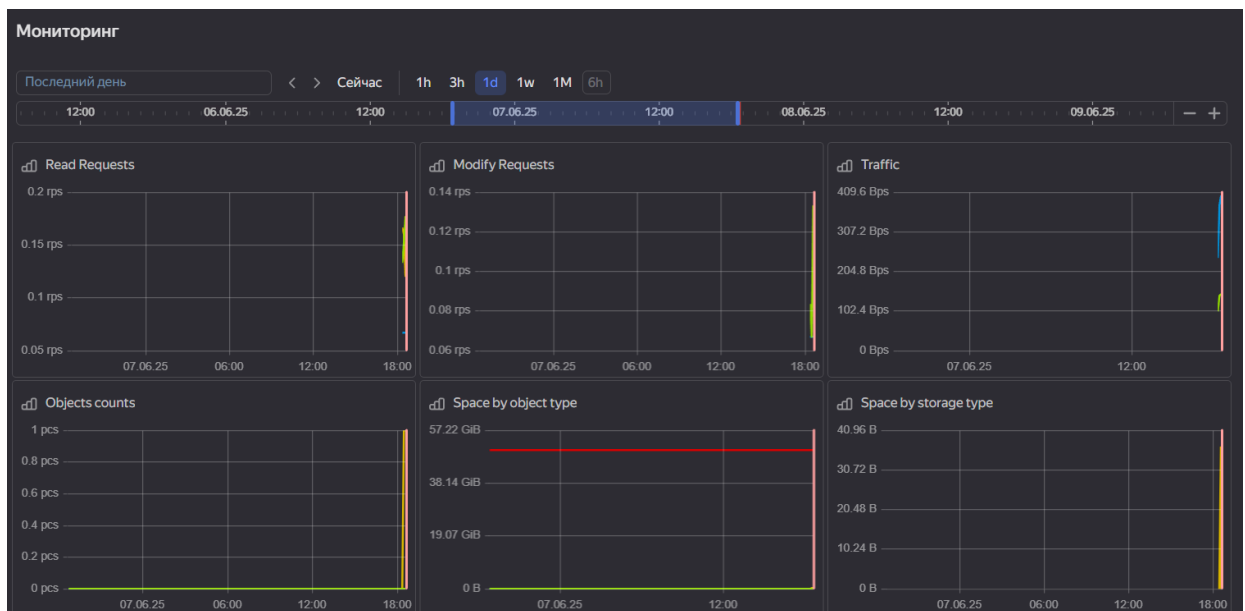 Мониторинг
Последний день
< > Сейчас 1h 3h 1d 1w 1M 6h
12:00 06.06.25 12:00 07.06.25 12:00 08.06.25 12:00 09.06.25 − +
Read Requests
0.2 rps
0.15 rps
0.1 rps
0.05 rps
07.06.25 06:00 12:00 18:00
Modify Requests
0.14 rps
0.12 rps
0.1 rps
0.08 rps
0.06 rps
07.06.25 06:00 12:00 18:00
Traffic
409.6 Bps
307.2 Bps
204.8 Bps
102.4 Bps
0 Bps
07.06.25 12:00
Objects counts
1 pcs
0.8 pcs
0.6 pcs
0.4 pcs
0.2 pcs
0 pcs
07.06.25 06:00 12:00 18:00
Space by object type
57.22 GiB
38.14 GiB
19.07 GiB
0 B
07.06.25 12:00
Space by storage type
40.96 B
30.72 B
20.48 B
10.24 B
0 B
07.06.25 06:00 12:00 18:00